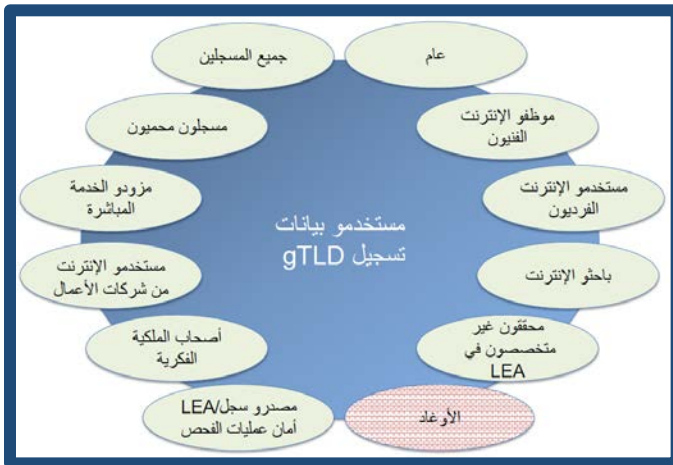 جميع المسجلين
عام
مسجلون محميون
موظفو الإنترنت
الفنيون
مزودو الخدمة
المباشرة
مستخدمو الإنترنت
الفرديون
مستخدمو بيانات
تسجيل gTLD
مستخدمو الإنترنت
من شركات الأعمال
باحثو الإنترنت
أصحاب الملكية
الفكرية
محققون غير
متخصصون في
LEA
مصدرو سجل/LEA
أمان عمليات الفحص
الأوغاد